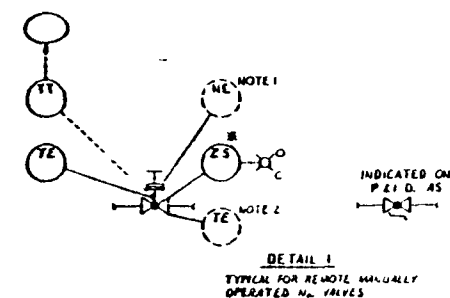 NE NOTE 1
TE
ZS *
O
C
TE NOTE 2
INDICATED ON
P & I D. AS
DETAIL 1
TYPICAL FOR REMOTE MANUALLY
OPERATED VALVES